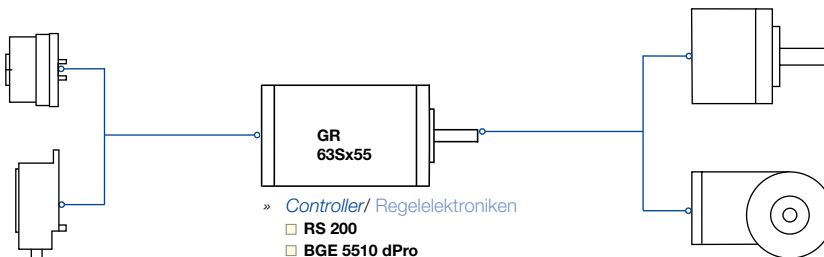 GR
63Sx55
» Controller/ Regelelektroniken
RS 200
BGE 5510 dPro